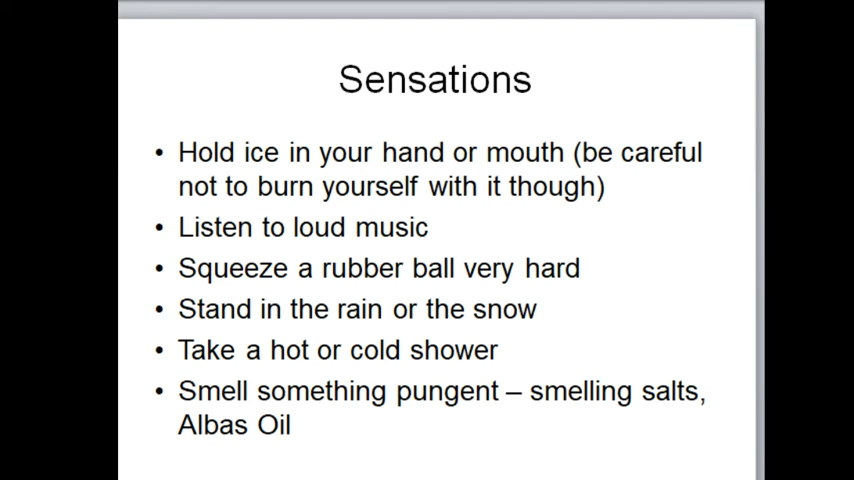 Sensations
• Hold ice in your hand or mouth (be careful
not to burn yourself with it though)
• Listen to loud music
• Squeeze a rubber ball very hard
• Stand in the rain or the snow
• Take a hot or cold shower
• Smell something pungent – smelling salts,
Albas Oil